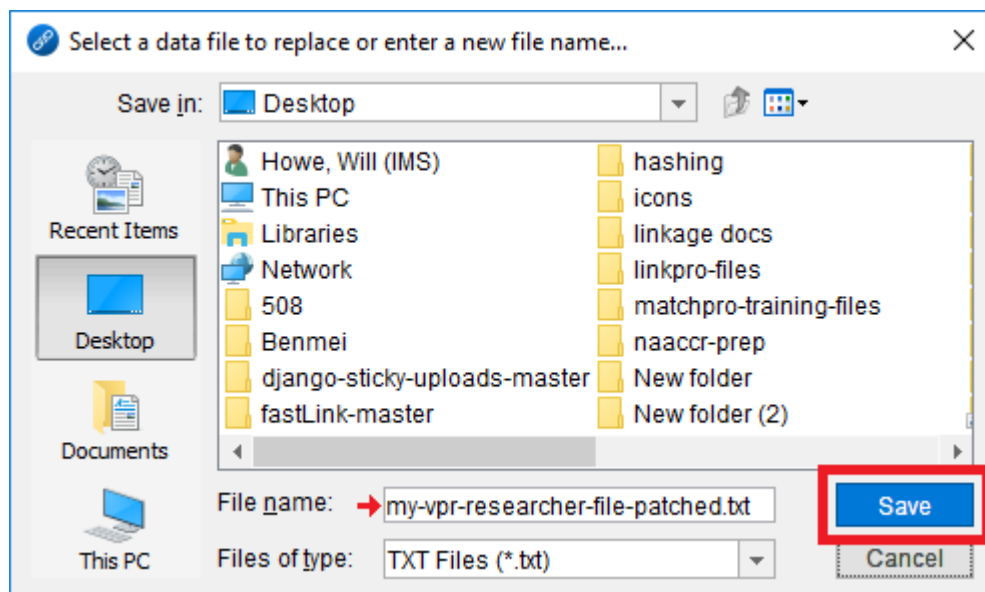 Select a data file to replace or enter a new file name...
Save in: Desktop
Recent Items
Desktop
Documents
This PC
Howe, Will (IMS)
This PC
Libraries
Network
508
Benmei
django-sticky-uploads-master
fastLink-master
hashing
icons
linkage docs
linkpro-files
matchpro-training-files
naaccr-prep
New folder
New folder (2)
File name: my-vpr-researcher-file-patched.txt
Save
Files of type: TXT Files (*.txt)
Cancel